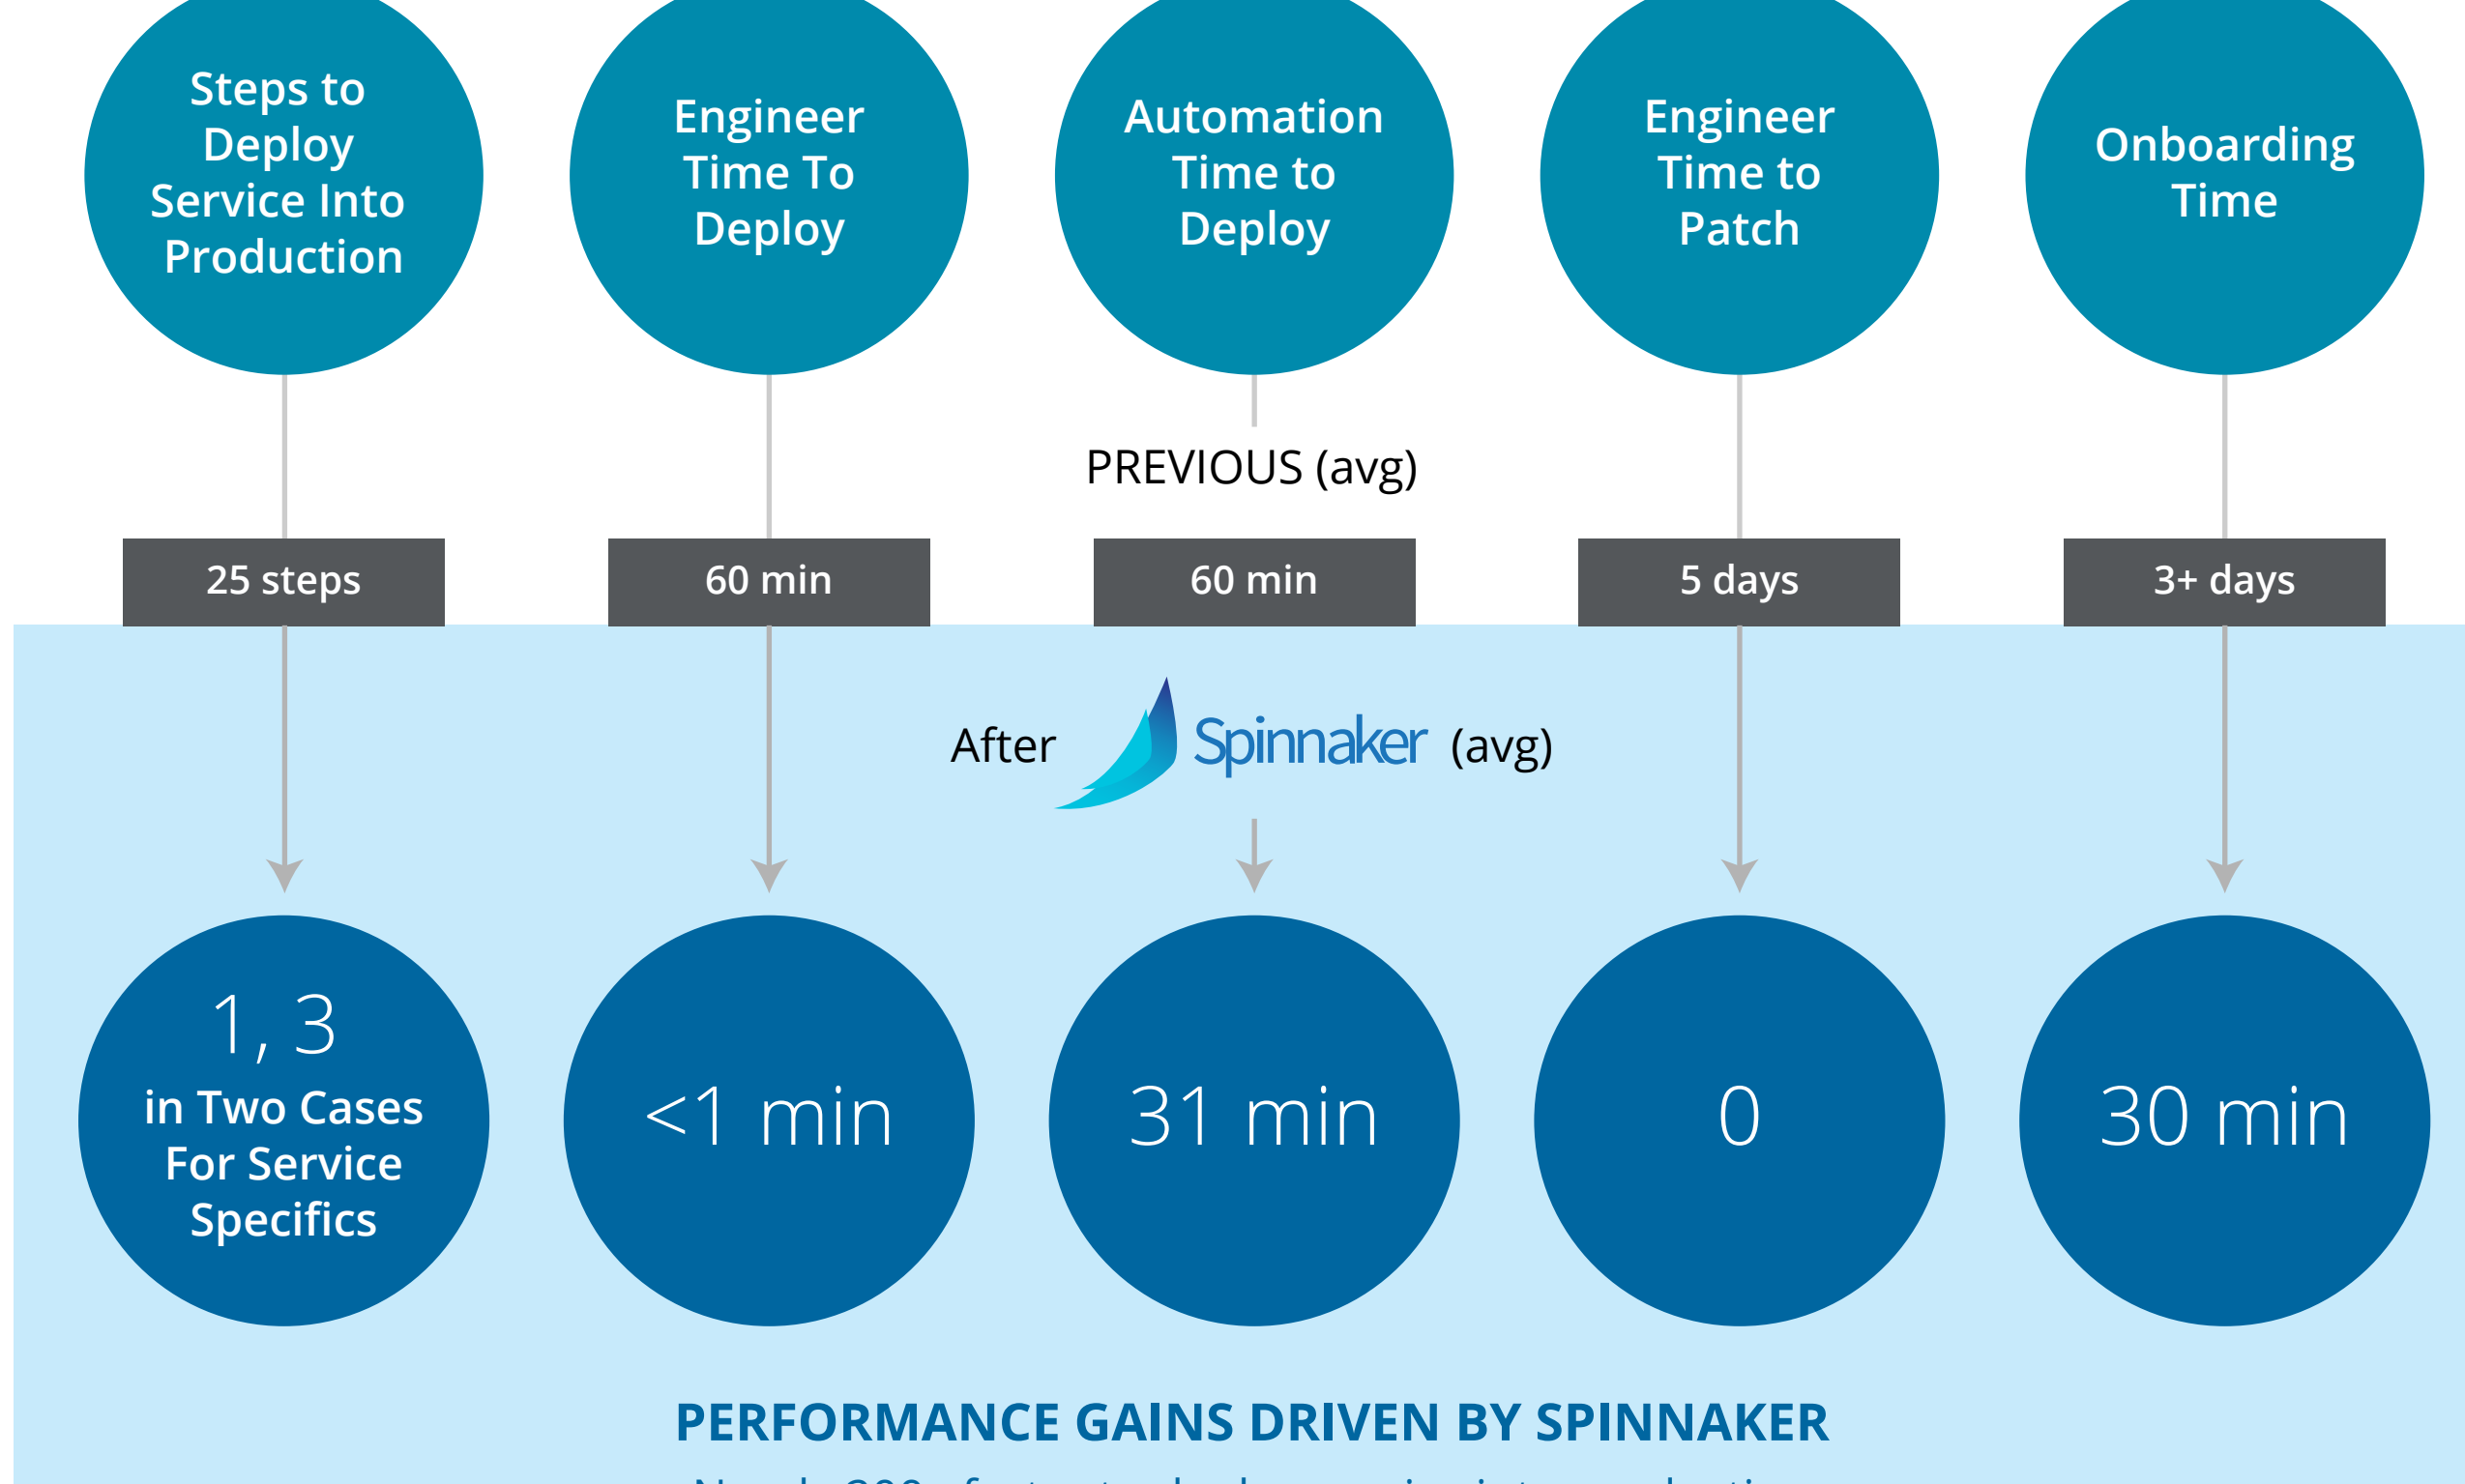 Steps to
Deploy
Service Into
Production
Engineer
Time To
Deploy
Automation
Time to
Deploy
Engineer
Time to
Patch
Onboarding
Time
PREVIOUS (avg)
25 steps
60 min
60 min
5 days
3+ days
After Spinnaker (avg)
1, 3
in Two Cases
For Service
Specifics
<1 min
31 min
0
30 min
PERFORMANCE GAINS DRIVEN BY SPINNAKER